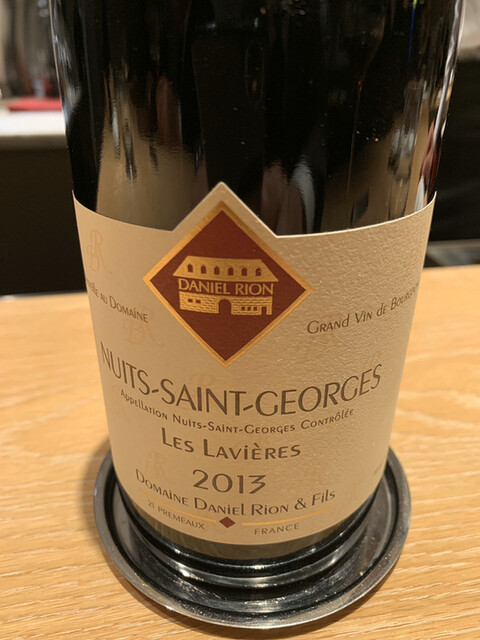 DANIEL RION
AU DOMAINE
GRAND VIN DE
NUITS-SAINT-GEORGES
APPELLATION NUITS-SAINT-GEORGES CONTRÔLÉE
LES LAVIÈRES
2013
DOMAINE DANIEL RION & FILS
21 PREMEAUX FRANCE